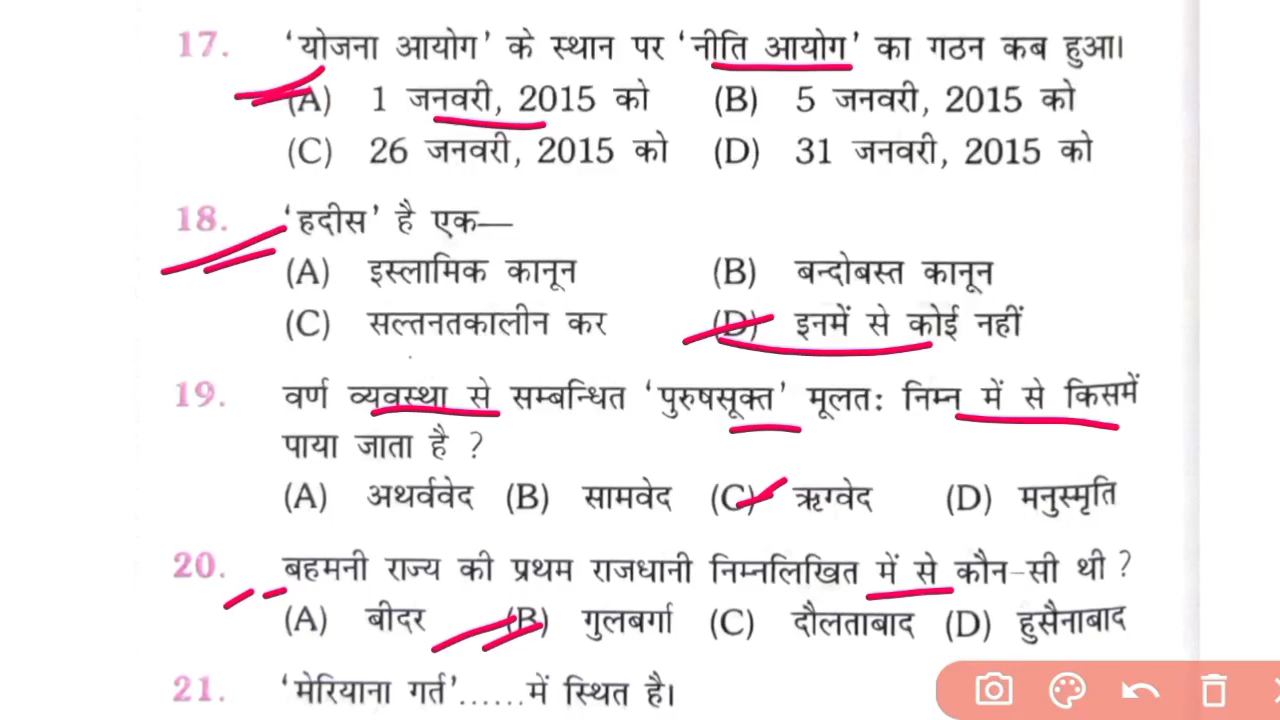 17. ‘योजना आयोग’ के स्थान पर ‘नीति आयोग’ का गठन कब हुआ।
(A) 1 जनवरी, 2015 को (B) 5 जनवरी, 2015 को
(C) 26 जनवरी, 2015 को (D) 31 जनवरी, 2015 को
18. ‘हदीस’ है एक—
(A) इस्लामिक कानून (B) बन्दोबस्त कानून
(C) सल्तनतकालीन कर (D) इनमें से कोई नहीं
19. वर्ण व्यवस्था से सम्बन्धित ‘पुरुषसूक्त’ मूलतः निम्न में से किसमें
पाया जाता है ?
(A) अथर्ववेद (B) सामवेद (C) ऋग्वेद (D) मनुस्मृति
20. बहमनी राज्य की प्रथम राजधानी निम्नलिखित में से कौन-सी थी ?
(A) बीदर (B) गुलबर्गा (C) दौलताबाद (D) हुसैनाबाद
21. ‘मेरियाना गर्त’......में स्थित है।